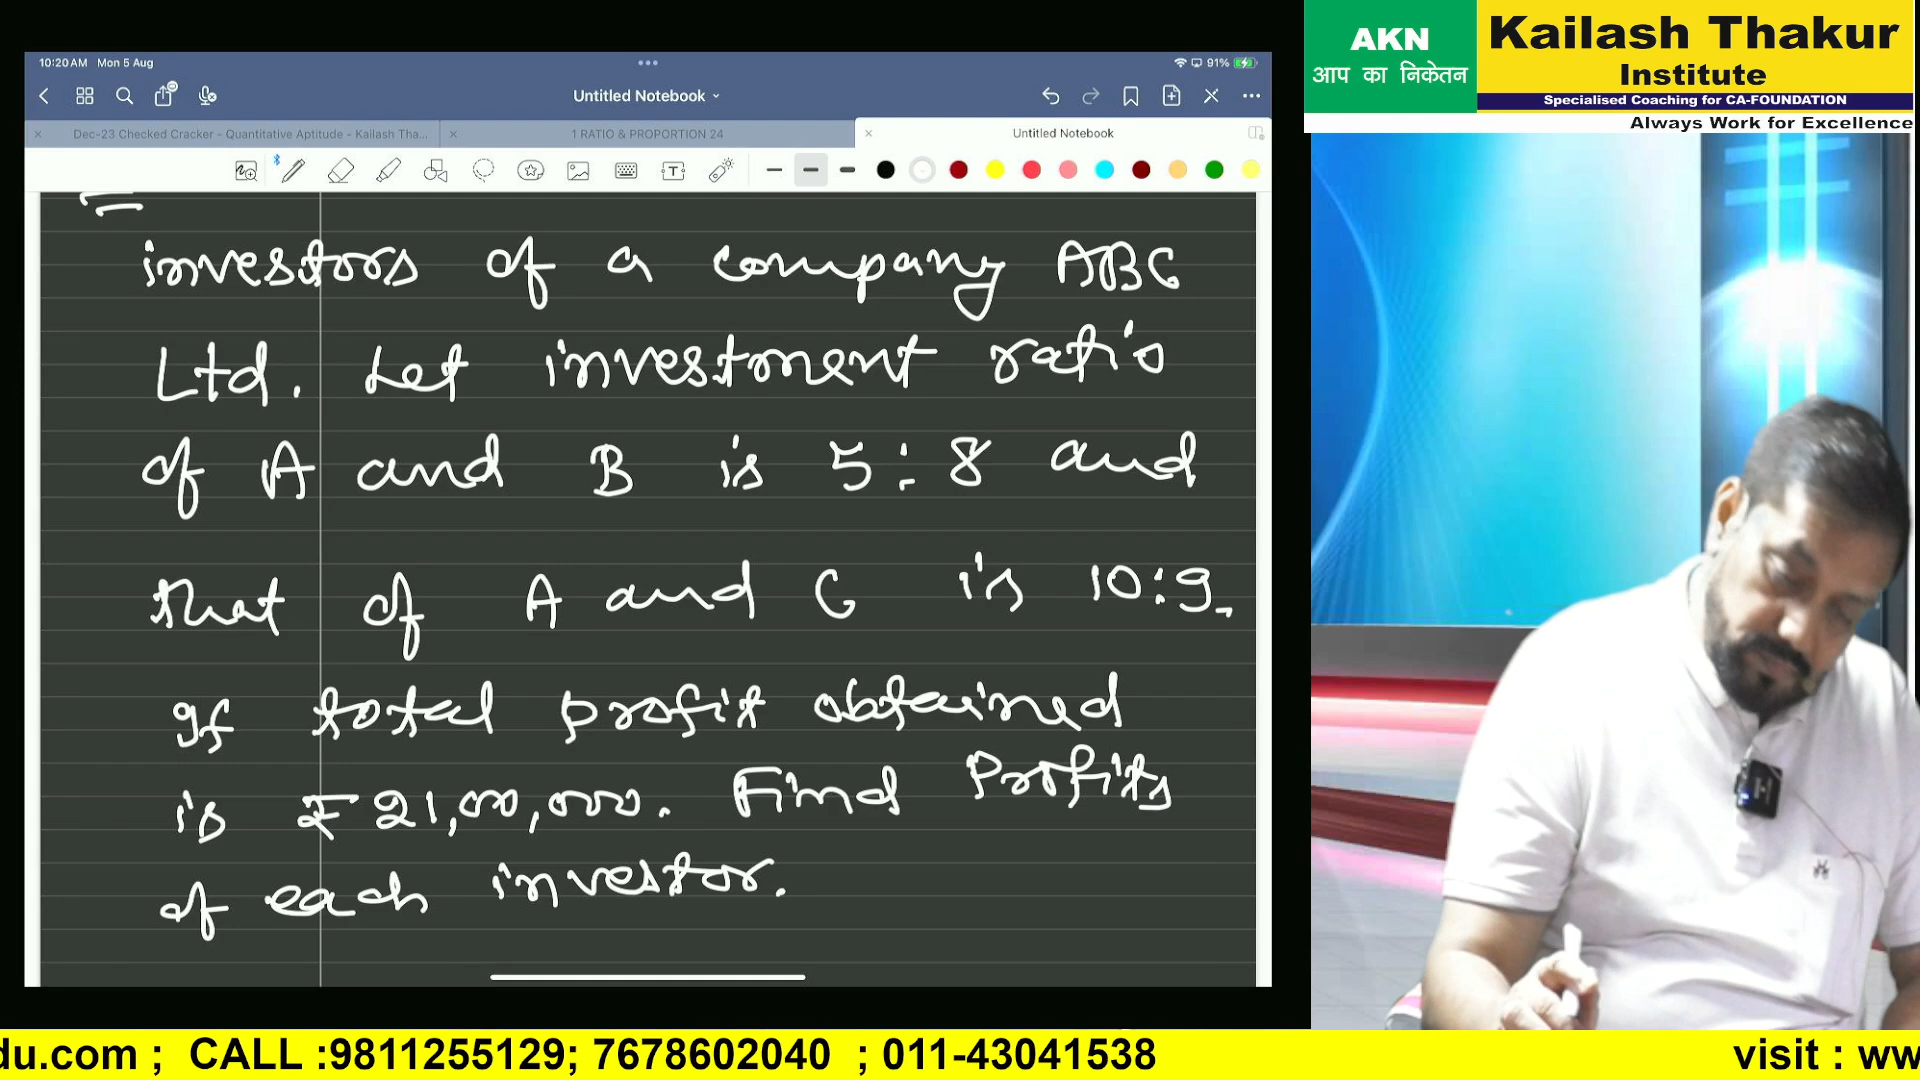 AKN
आप का निकेतन
Kailash Thakur
Institute
Specialised Coaching for CA-FOUNDATION
Always Work for Excellence
10:20 AM Mon 5 Aug
91%
Untitled Notebook
Dec-23 Checked Cracker - Quantitative Aptitude - Kailash Tha...
1 RATIO & PROPORTION 24
Untitled Notebook
investors of a company ABC
Ltd. Let investment ratio
of A and B is 5:8 and
that of A and C is 10:9.
If total profit obtained
is ₹21,00,000. Find Profits
of each investor.
du.com ; CALL :9811255129; 7678602040 ; 011-43041538
visit : ww